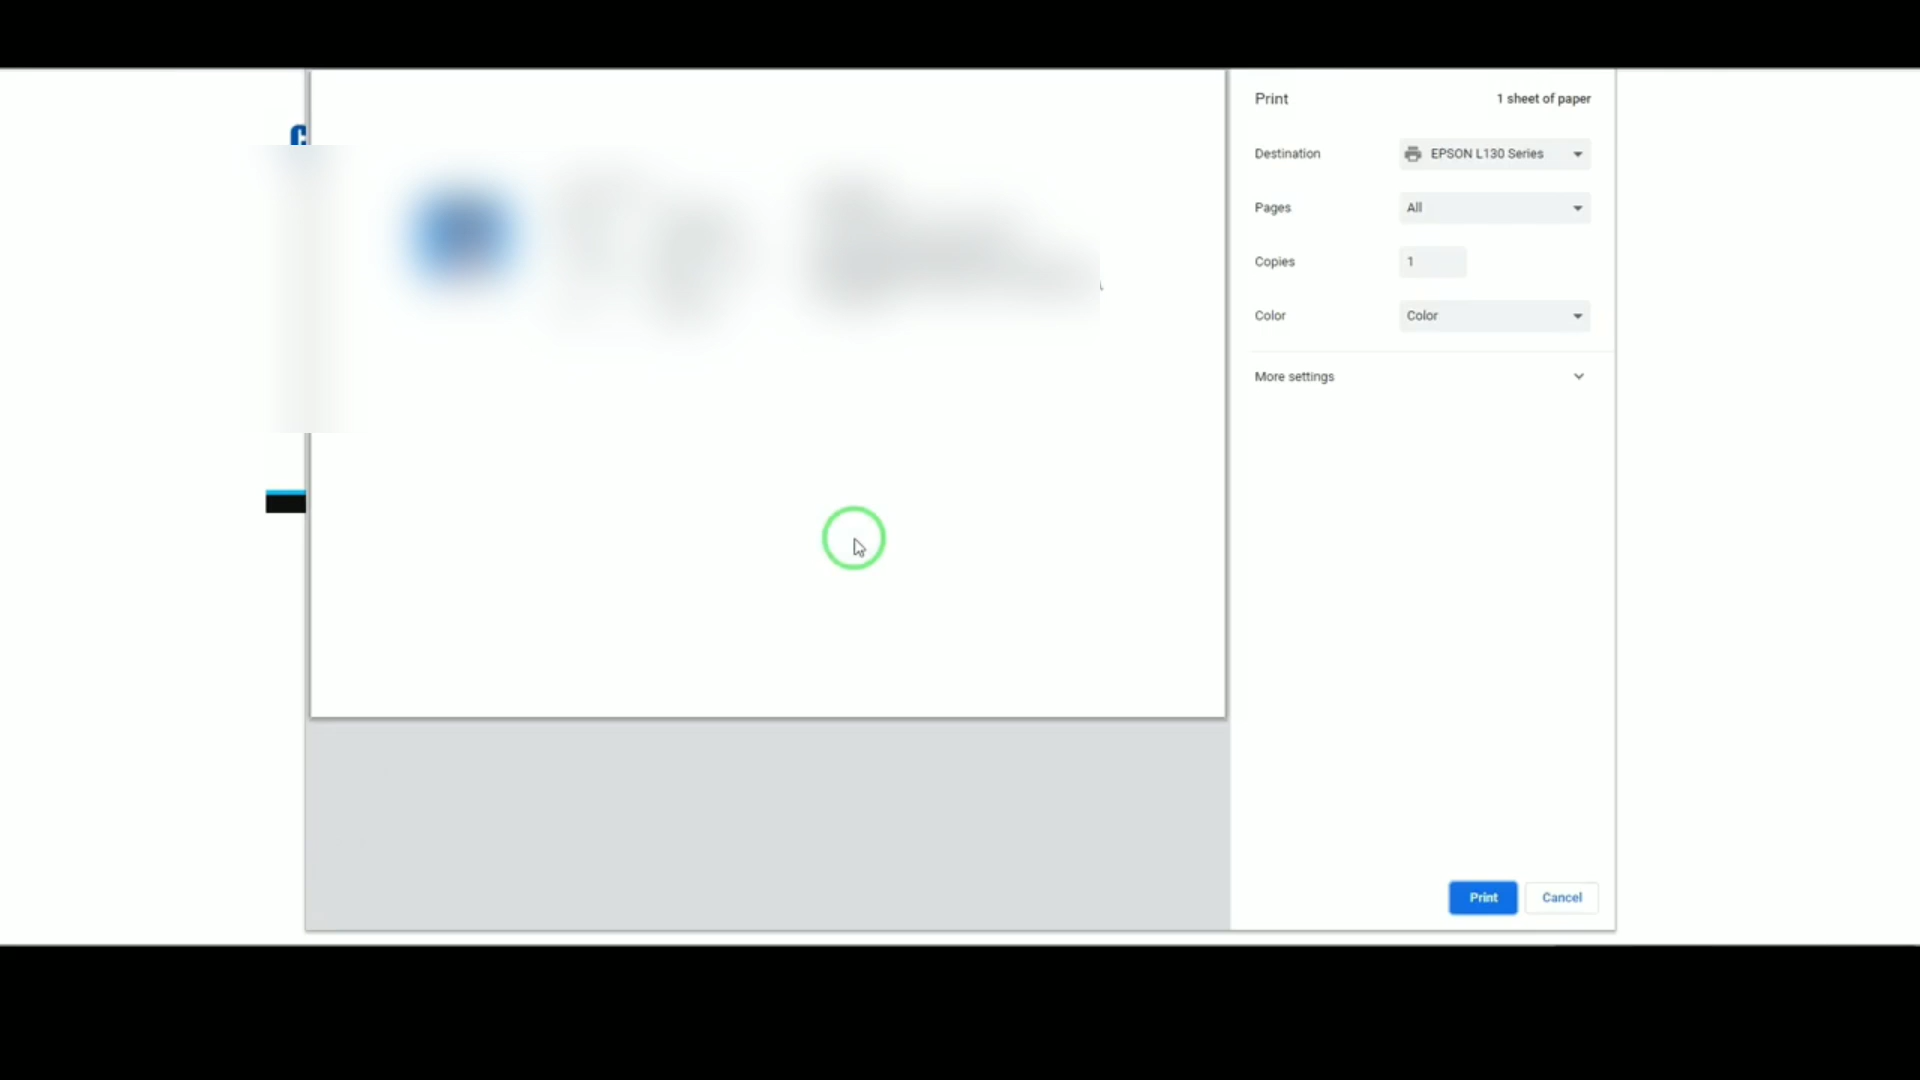 Print 1 sheet of paper
Destination EPSON L130 Series
Pages All
Copies 1
Color Color
More settings
Print Cancel